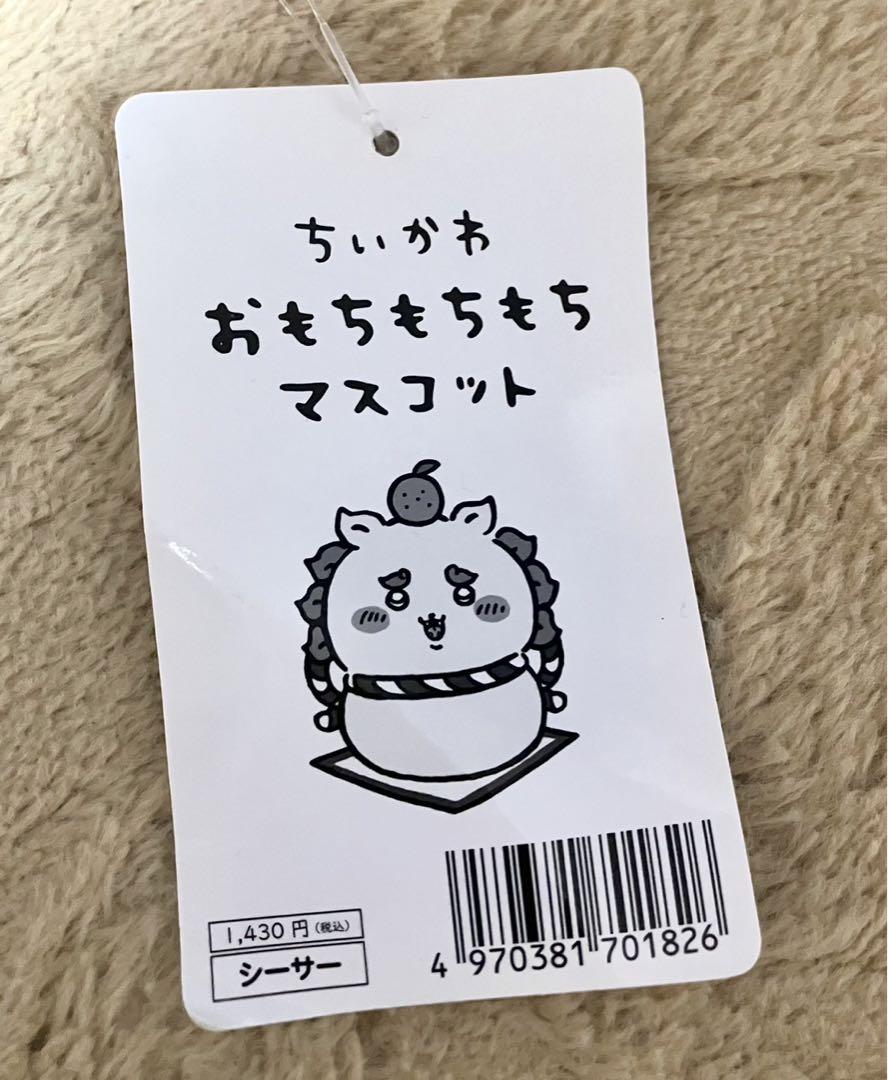 ちいかわ
おもちもちもち
マスコット
1,430円(税込)
シーサー
4 970381 701826